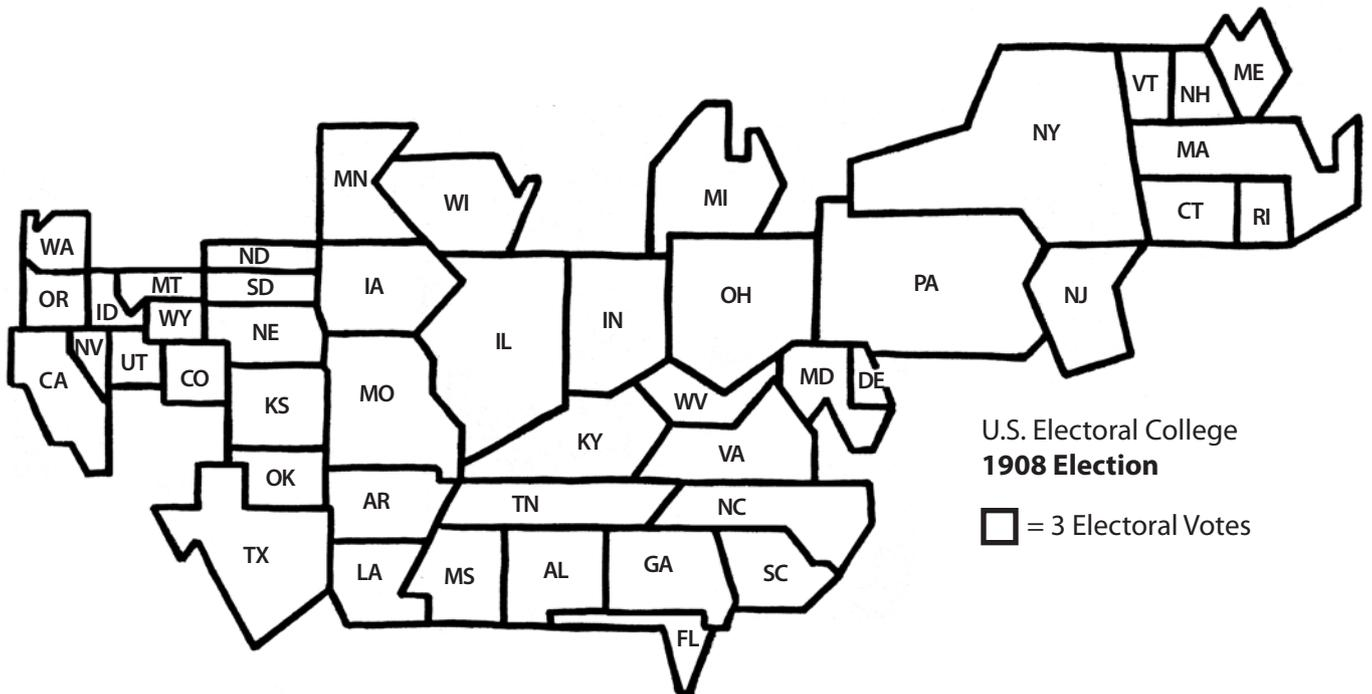 ME
VT
NH
NY
MA
MN
MI
WI
CT
RI
WA
ND
MT
SD
IA
PA
OR
ID
OH
NJ
WY
IN
NE
NV
IL
UT
CO
MD
DE
CA
MO
WV
KS
KY
VA
U.S. Electoral College
1908 Election
OK
AR
TN
NC
= 3 Electoral Votes
TX
LA
MS
AL
GA
SC
FL